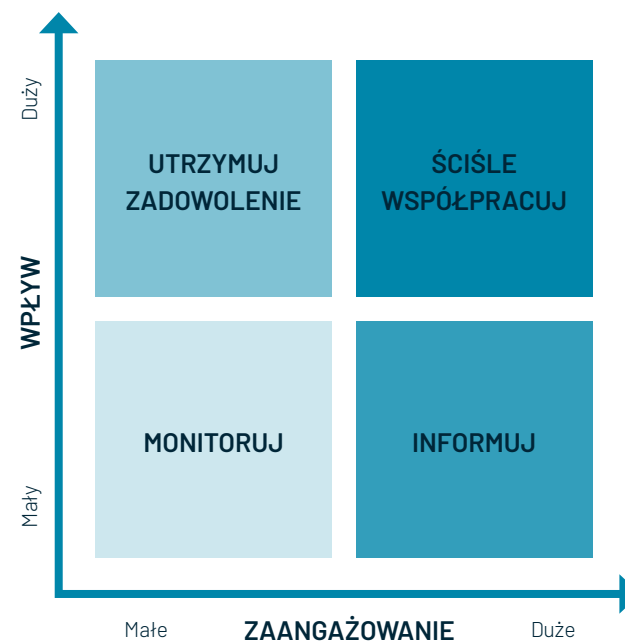 Duży
UTRZYMUJ
ZADOWOLENIE
ŚCIŚLE
WSPÓŁPRACUJ
WPŁYW
MONITORUJ
INFORMUJ
Mały
Małe
ZAANGAŻOWANIE
Duże